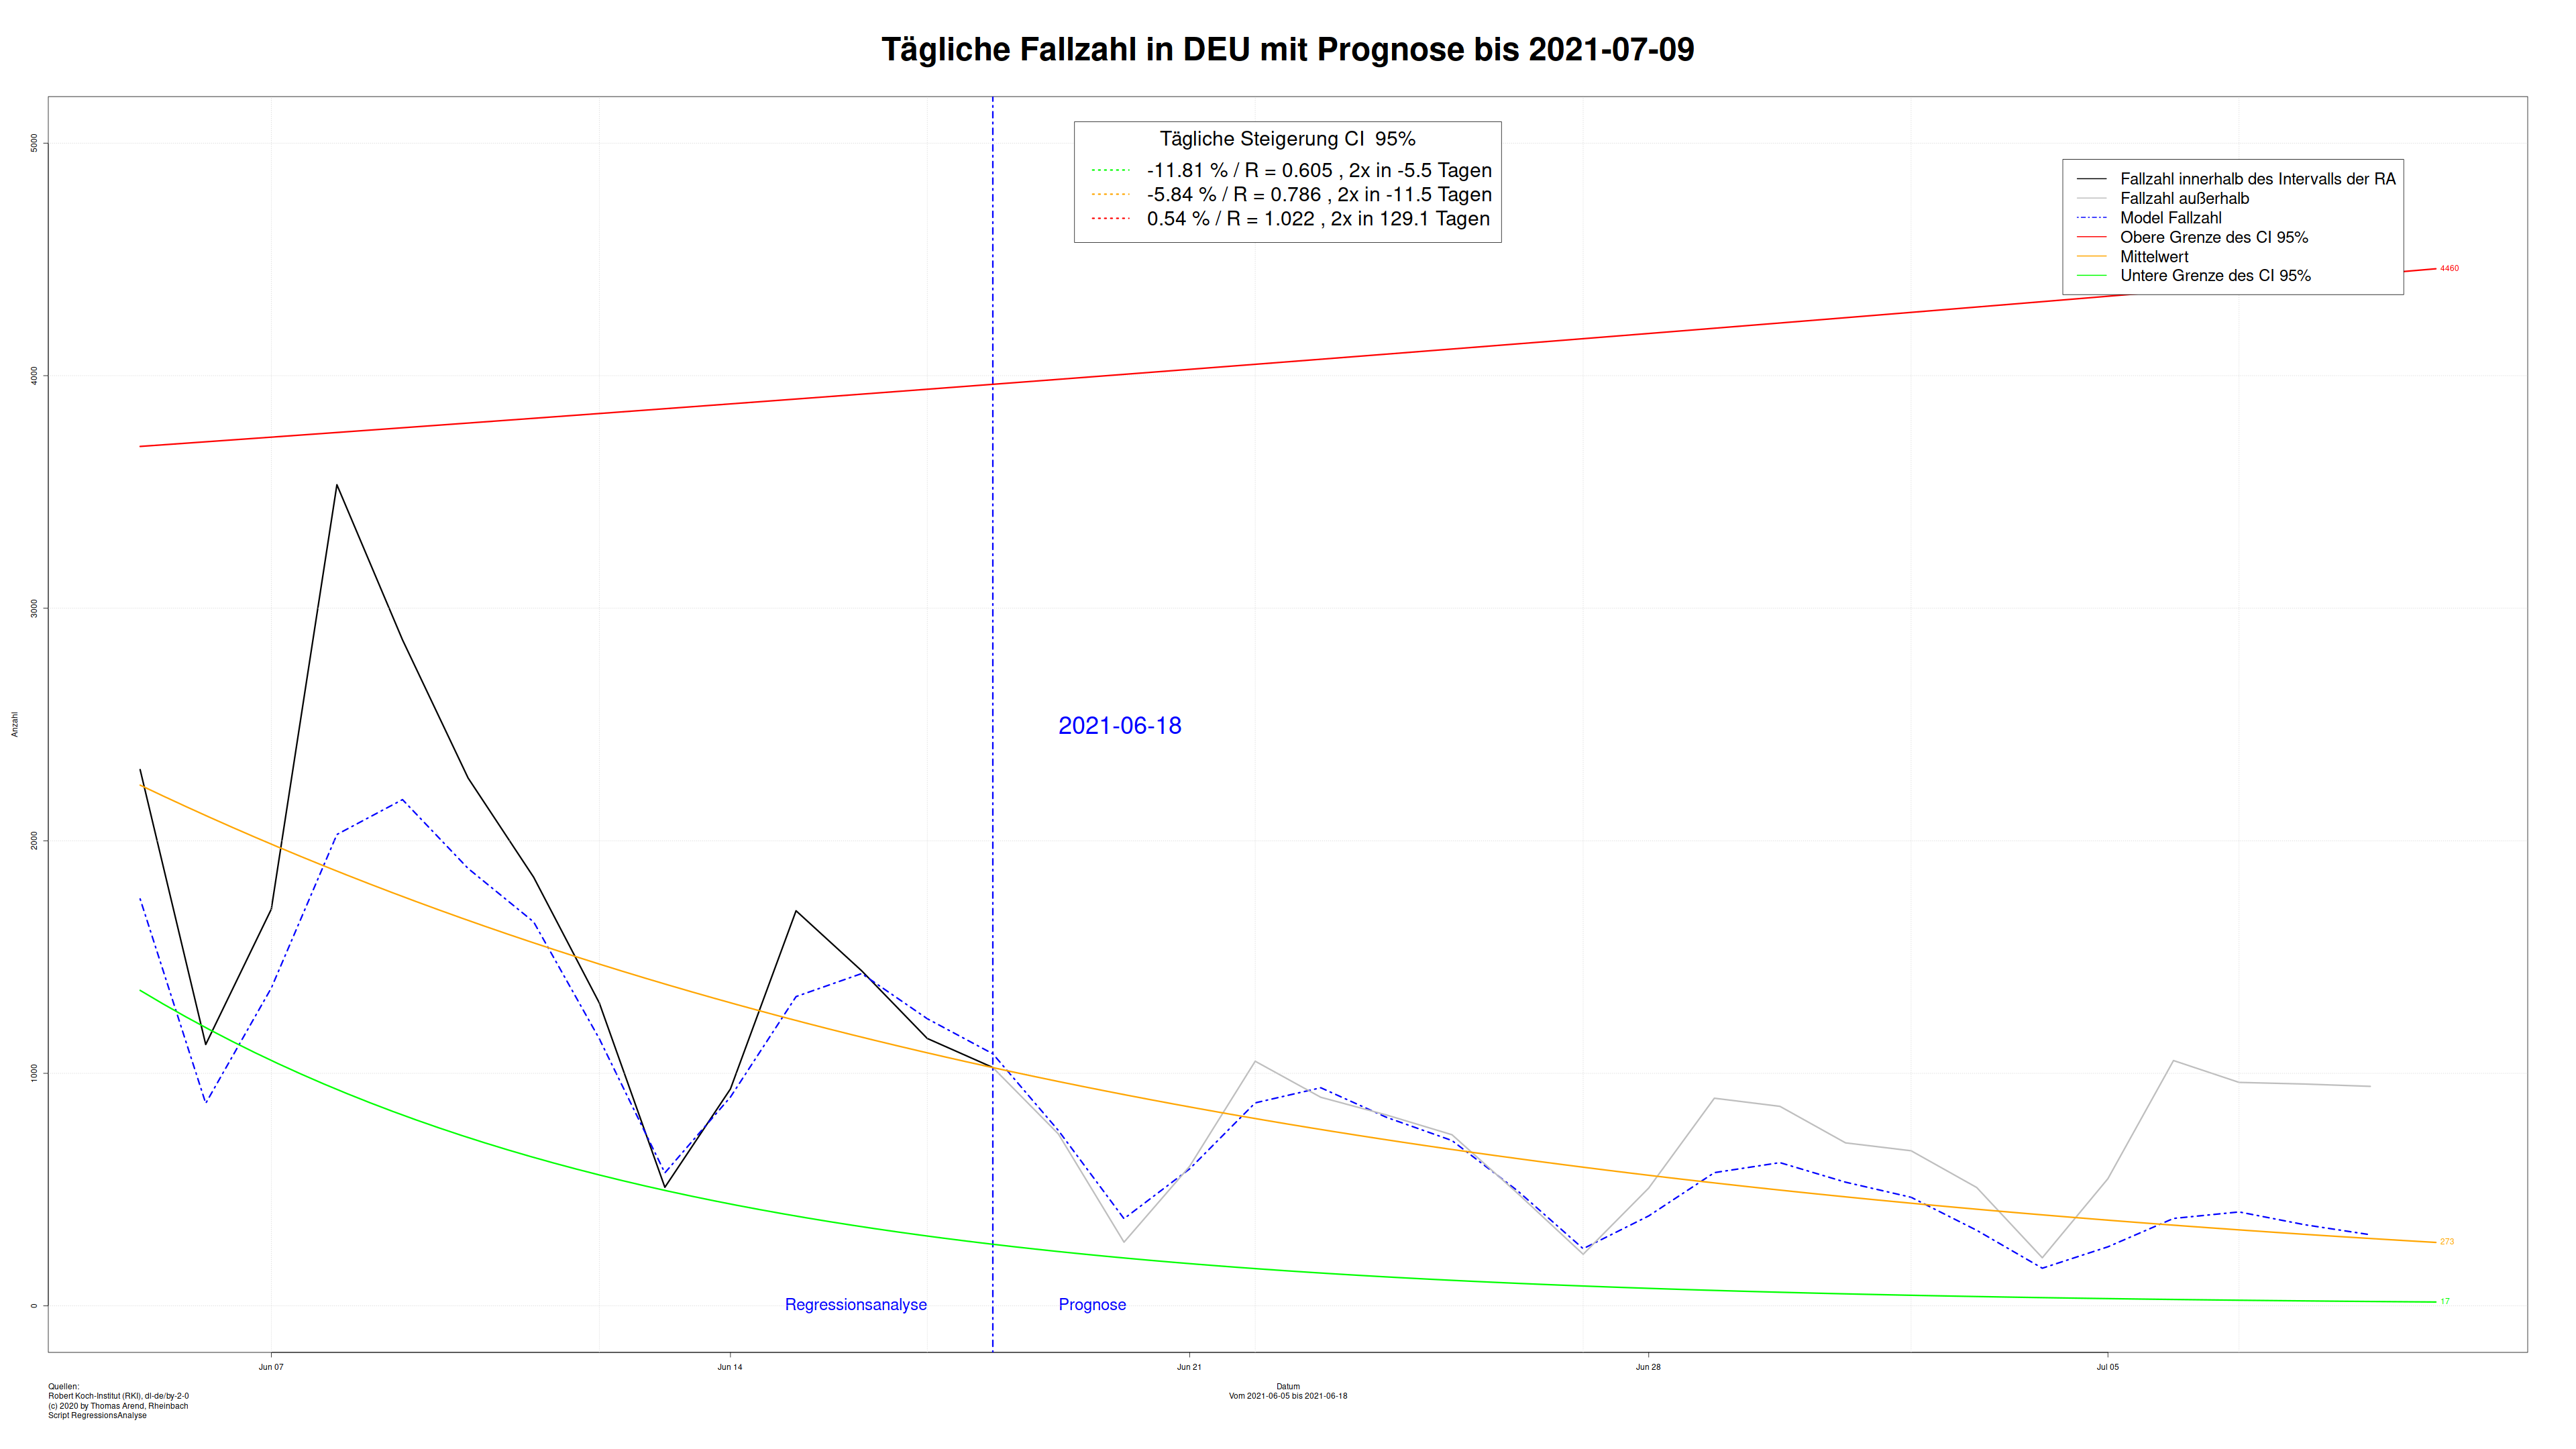 Tägliche Fallzahl in DEU mit Prognose bis 2021-07-09
Tägliche Steigerung CI  95%
-11.81 % / R = 0.605 , 2x in -5.5 Tagen
-5.84 % / R = 0.786 , 2x in -11.5 Tagen
0.54 % / R = 1.022 , 2x in 129.1 Tagen
Fallzahl innerhalb des Intervalls der RA
Fallzahl außerhalb
Model Fallzahl
Obere Grenze des CI 95%
Mittelwert
Untere Grenze des CI 95%
5000
4000
3000
2000
1000
0
Anzahl
4460
273
17
2021-06-18
Regressionsanalyse
Prognose
Jun 07
Jun 14
Jun 21
Jun 28
Jul 05
Datum
Vom 2021-06-05 bis 2021-06-18
Quellen:
Robert Koch-Institut (RKI), dl-de/by-2-0
(c) 2020 by Thomas Arend, Rheinbach
Script RegressionsAnalyse